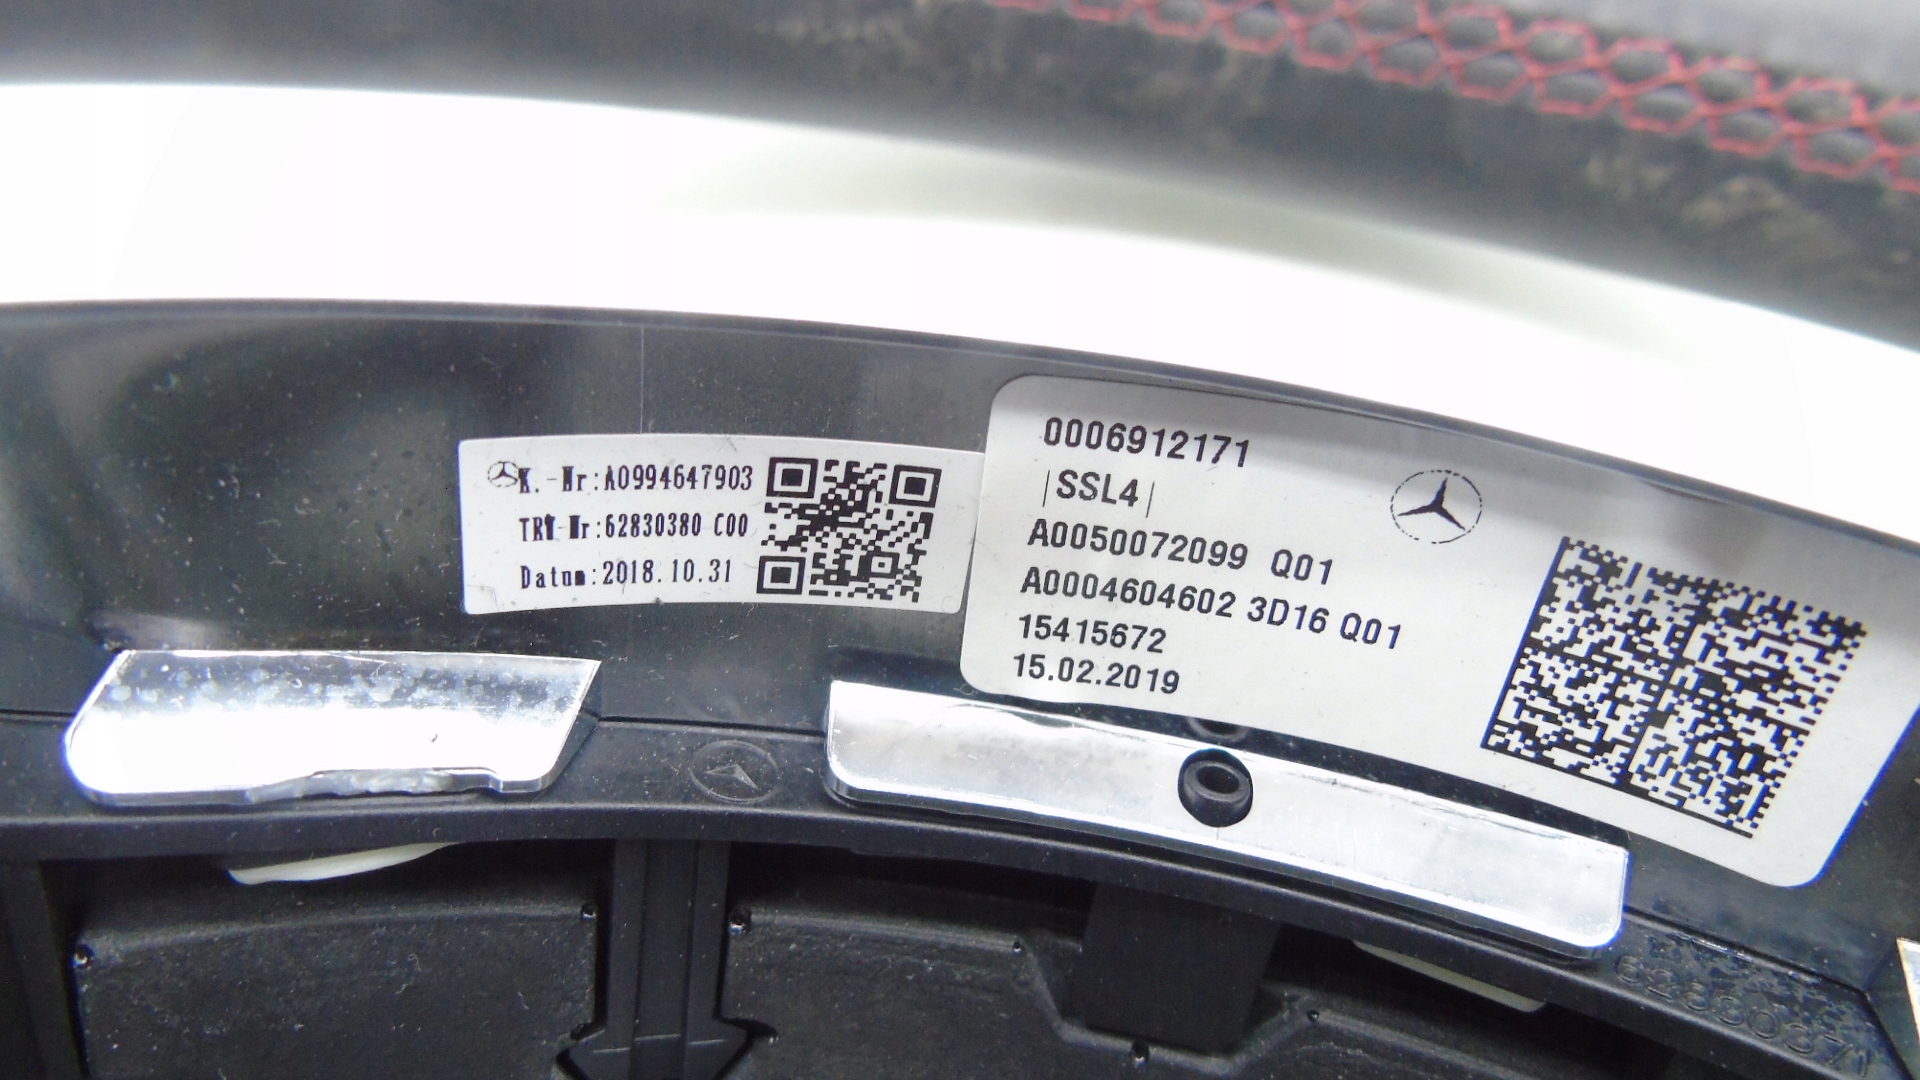 K.-Nr:A0994647903
TRW-Nr:62830380 C00
Datum:2018.10.31
0006912171
|SSL4|
A0050072099 Q01
A0004604602 3D16 Q01
15415672
15.02.2019
62830371